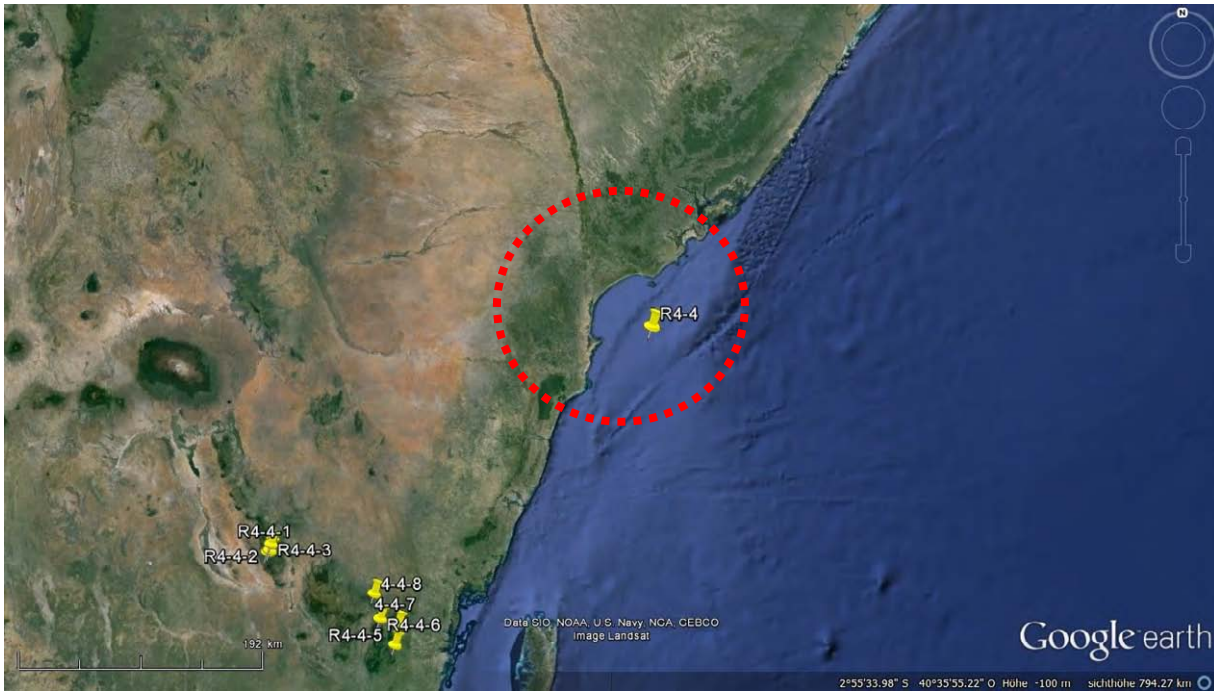 N
R4-4
R4-4-1
R4-4-2
R4-4-3
4-4-8
4-4-7
R4-4-6
R4-4-5
192 km
Data SIO, NOAA, U.S. Navy, NGA, GEBCO
Image Landsat
Google earth
2°55'33.98" S 40°35'55.22" O Höhe -100 m sichthöhe 794.27 km